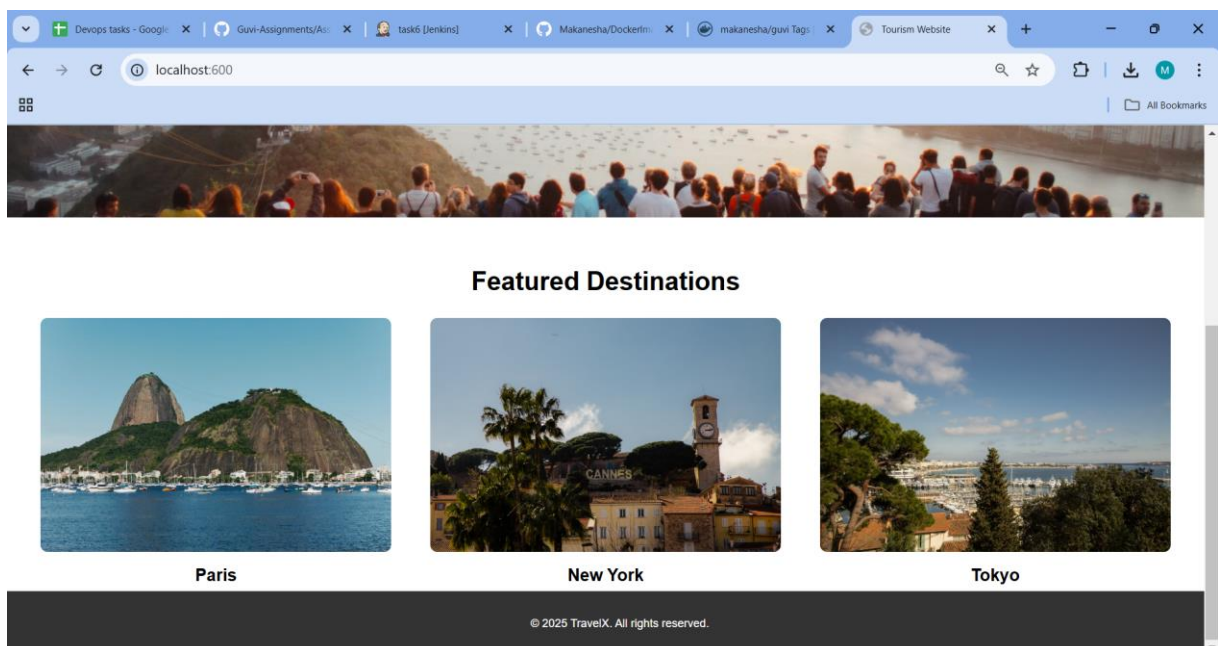 Devops tasks - Google
Guvi-Assignments/As
task6 [Jenkins]
Makanesha/DockerIm
makanesha/guvi Tags
Tourism Website
localhost:600
M
All Bookmarks
Featured Destinations
CANNES
Paris
New York
Tokyo
© 2025 TravelX. All rights reserved.